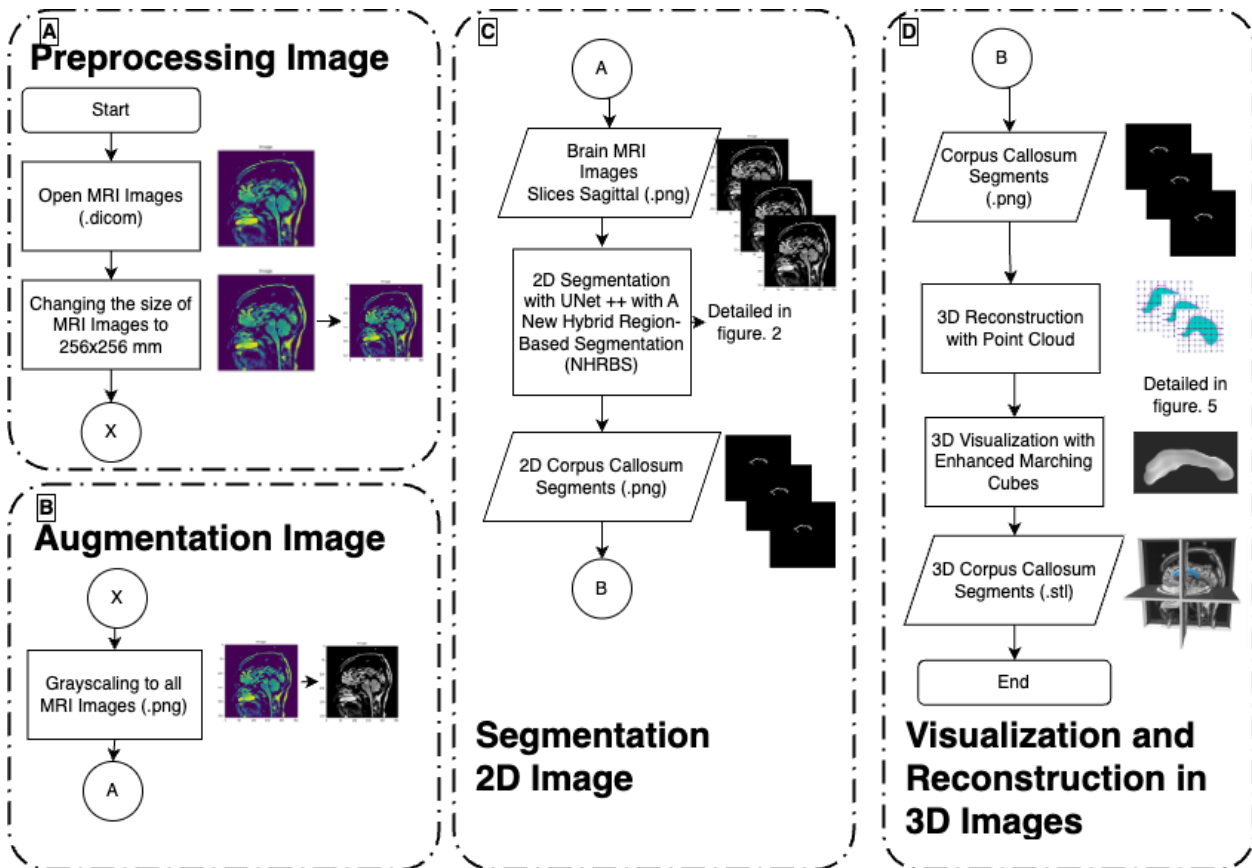 A
Preprocessing Image
Start
Open MRI Images
(.dicom)
Changing the size of
MRI Images to
256x256 mm
X
B
Augmentation Image
X
Grayscaling to all
MRI Images (.png)
A
C
A
Brain MRI
Images
Slices Sagittal (.png)
2D Segmentation
with UNet ++ with A
New Hybrid Region-
Based Segmentation
(NHRBS)
Detailed in
figure. 2
2D Corpus Callosum
Segments (.png)
B
Segmentation
2D Image
D
B
Corpus Callosum
Segments
(.png)
3D Reconstruction
with Point Cloud
Detailed in
figure. 5
3D Visualization with
Enhanced Marching
Cubes
3D Corpus Callosum
Segments (.stl)
End
Visualization and
Reconstruction in
3D Images